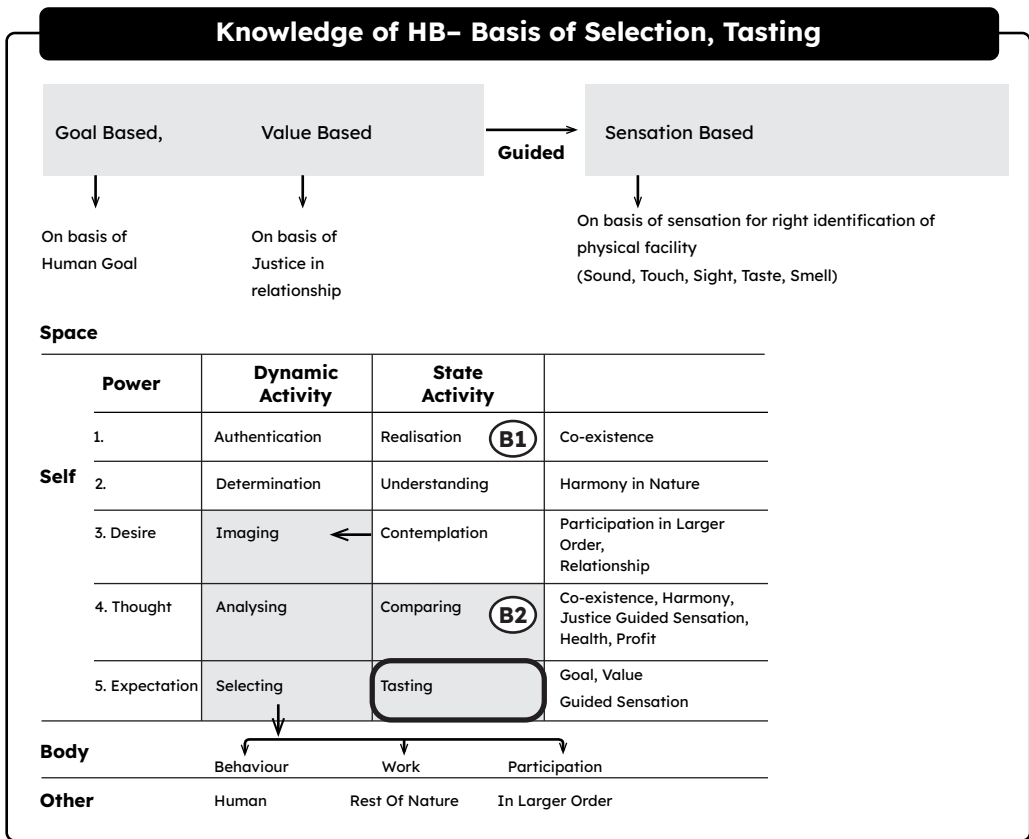 Knowledge of HB– Basis of Selection, Tasting
Goal Based, Value Based Guided Sensation Based
On basis of
Human Goal
On basis of
Justice in
relationship
On basis of sensation for right identification of
physical facility
(Sound, Touch, Sight, Taste, Smell)
Space
Power Dynamic Activity State Activity
Self
1. Authentication Realisation B1 Co-existence
2. Determination Understanding Harmony in Nature
3. Desire Imaging Contemplation Participation in Larger
Order,
Relationship
4. Thought Analysing Comparing B2 Co-existence, Harmony,
Justice Guided Sensation,
Health, Profit
5. Expectation Selecting Tasting Goal, Value
Guided Sensation
Body Behaviour Work Participation
Other Human Rest Of Nature In Larger Order